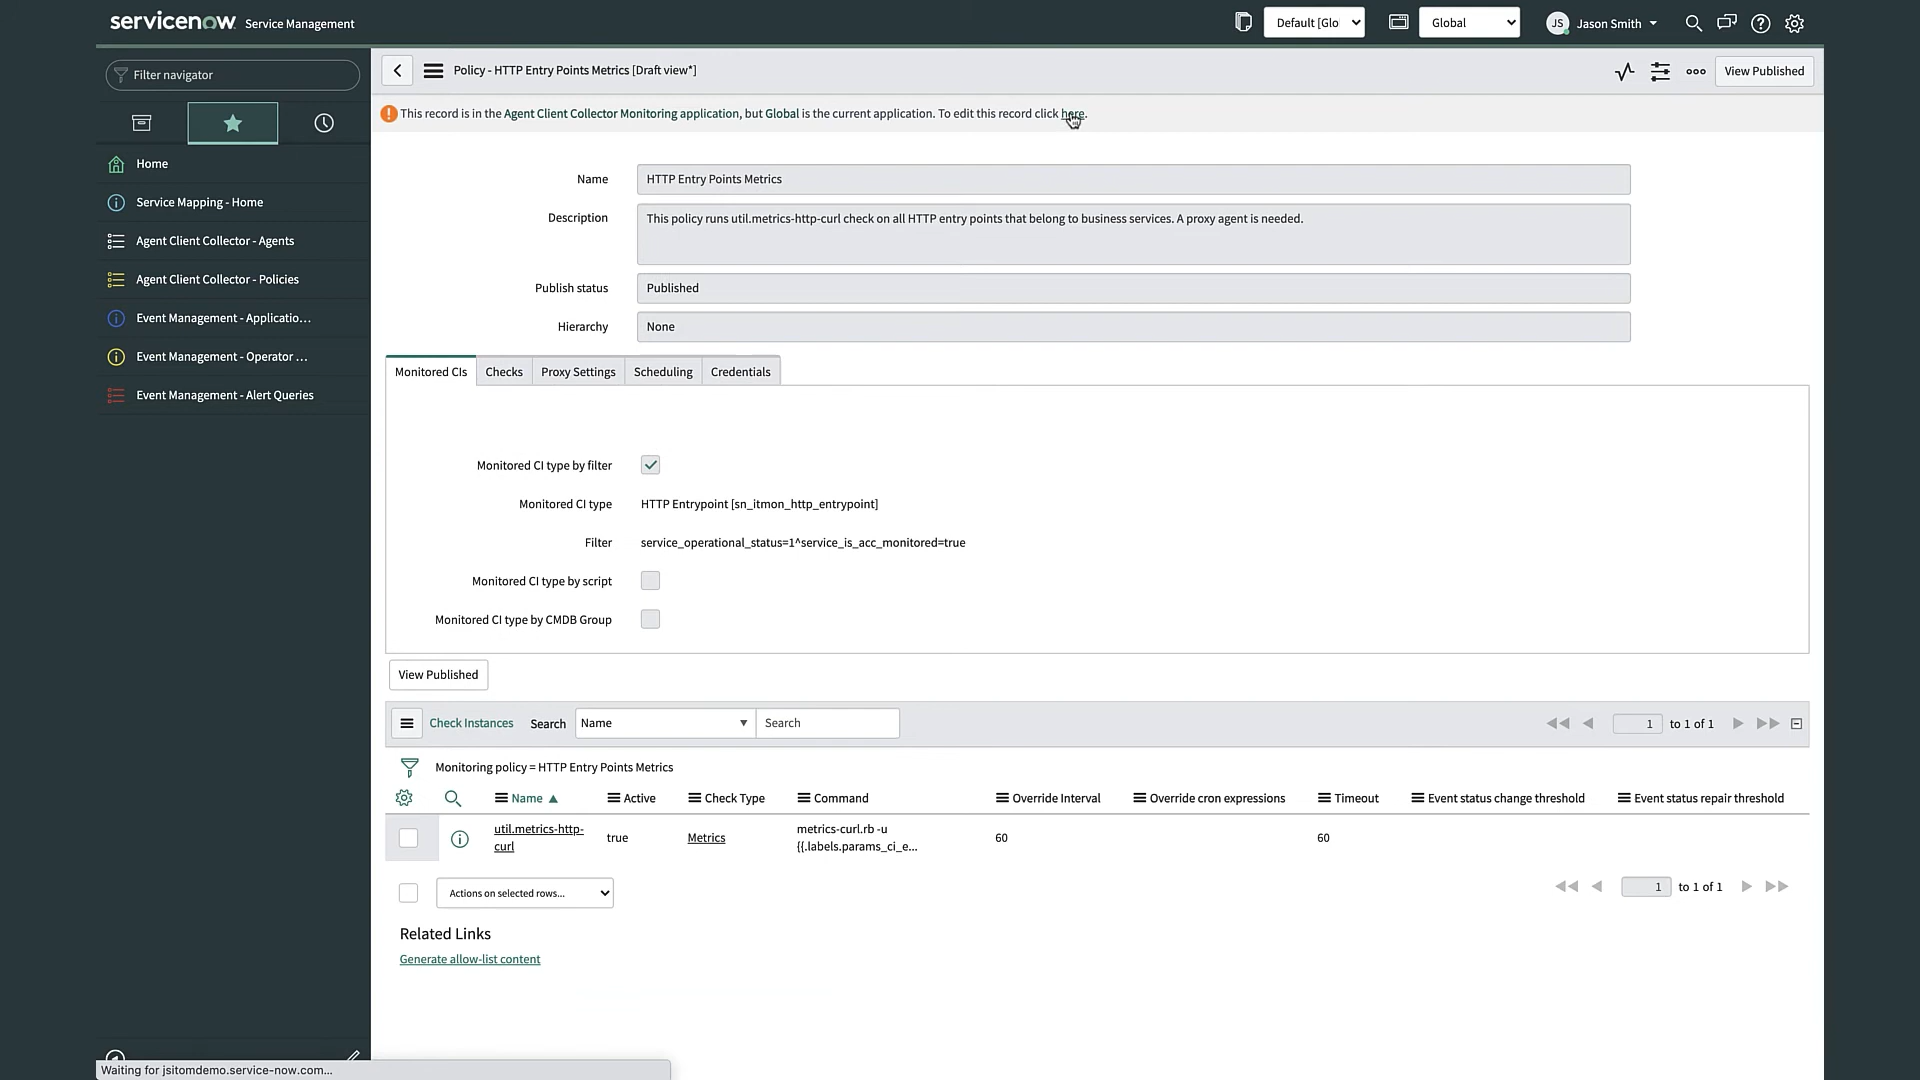 servicenow Service Management
Default [Glo
Global
JS Jason Smith
Filter navigator
Home
Service Mapping - Home
Agent Client Collector - Agents
Agent Client Collector - Policies
Event Management - Applicatio...
Event Management - Operator ...
Event Management - Alert Queries
Policy - HTTP Entry Points Metrics [Draft view*]
View Published
This record is in the Agent Client Collector Monitoring application, but Global is the current application. To edit this record click here.
Name HTTP Entry Points Metrics
Description This policy runs util.metrics-http-curl check on all HTTP entry points that belong to business services. A proxy agent is needed.
Publish status Published
Hierarchy None
Monitored CIs Checks Proxy Settings Scheduling Credentials
Monitored CI type by filter
Monitored CI type HTTP Entrypoint [sn_itmon_http_entrypoint]
Filter service_operational_status=1^service_is_acc_monitored=true
Monitored CI type by script
Monitored CI type by CMDB Group
View Published
Check Instances Search Name Search 1 to 1 of 1
Monitoring policy = HTTP Entry Points Metrics
Name Active Check Type Command Override Interval Override cron expressions Timeout Event status change threshold Event status repair threshold
util.metrics-http-
curl
true Metrics
metrics-curl.rb -u
{{.labels.params_ci_e...
60 60
Actions on selected rows... 1 to 1 of 1
Related Links
Generate allow-list content
Waiting for jsitomdemo.service-now.com...